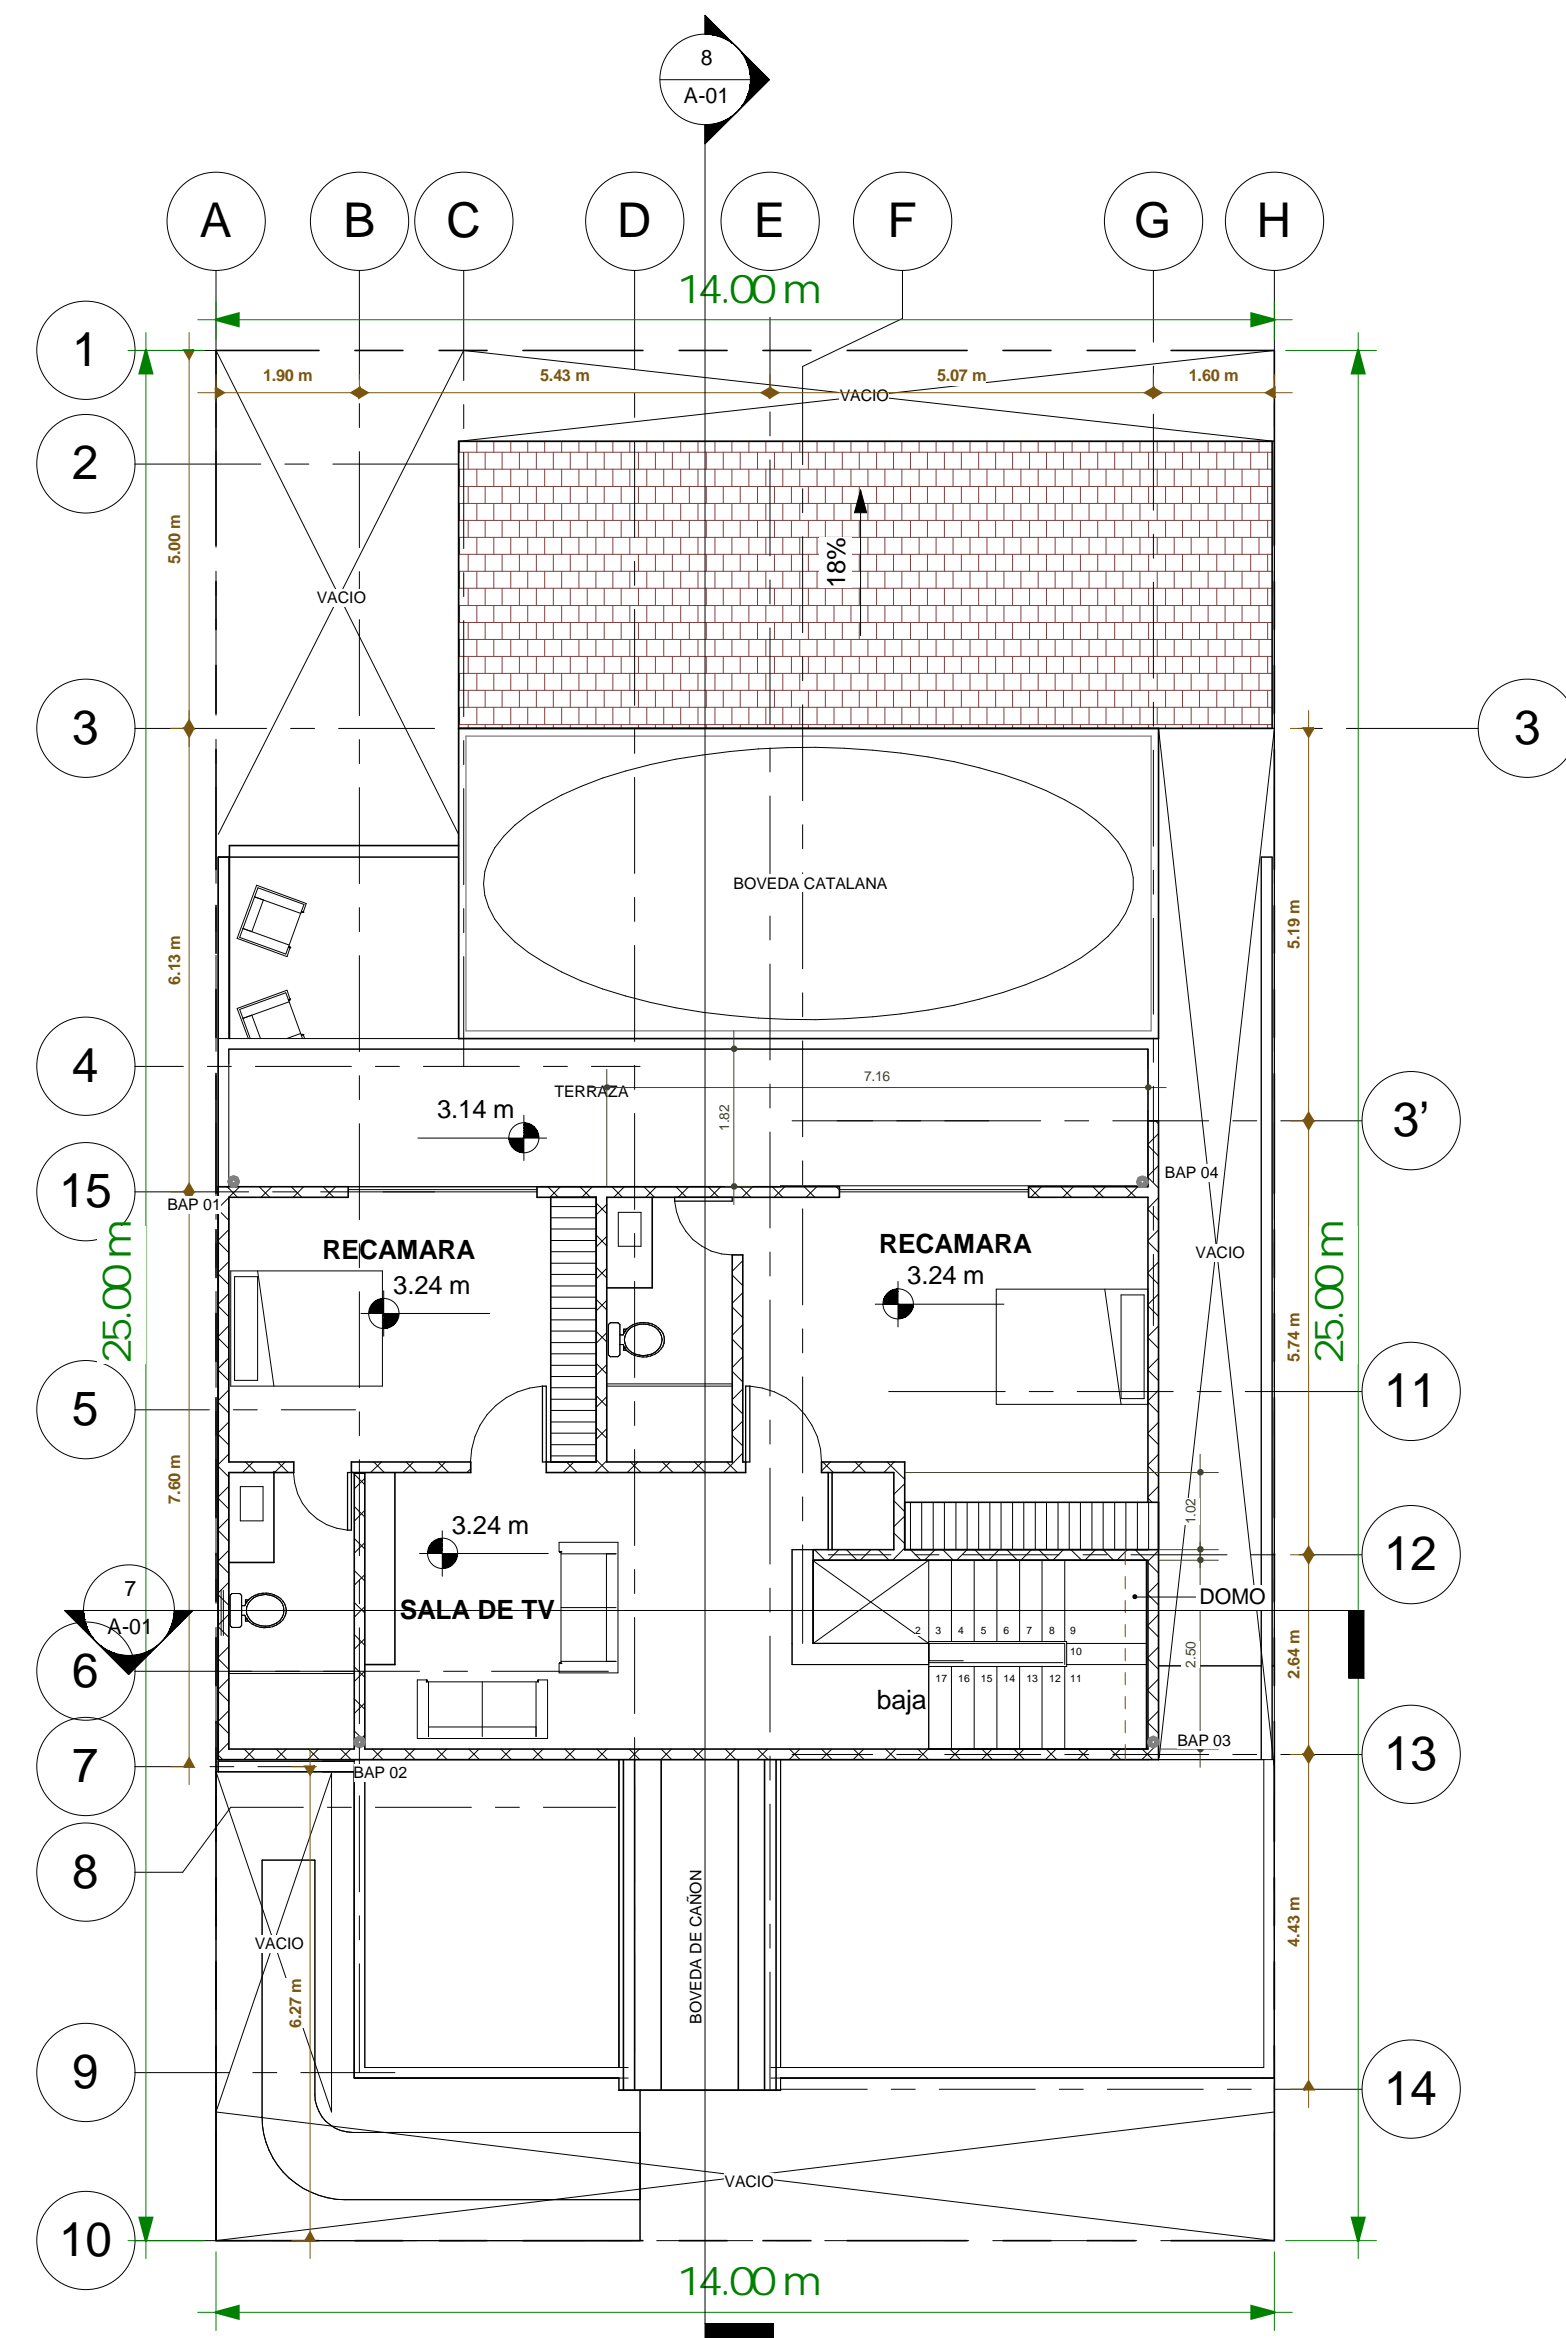 8
A-01
A B C D E F G H
14.00 m
1
1.90 m 5.43 m 5.07 m 1.60 m
VACIO
2
5.00 m
18%
VACIO
3 3
BOVEDA CATALANA
6.13 m 5.19 m
4
TERRAZA 7.16
3.14 m 1.82
3'
15 BAP 01 BAP 04
25.00 m 25.00 m
RECAMARA RECAMARA
3.24 m 3.24 m
VACIO
5.74 m
5 11
7.60 m
1.02
3.24 m
12
7
A-01
SALA DE TV
DOMO
2 3 4 5 6 7 8 9
10
17 16 15 14 13 12 11
2.50 2.64 m
6
baja
BAP 03
7 13
BAP 02
8
BOVEDA DE CAÑON
4.43 m
VACIO
6.27 m
9 14
VACIO
10
14.00 m